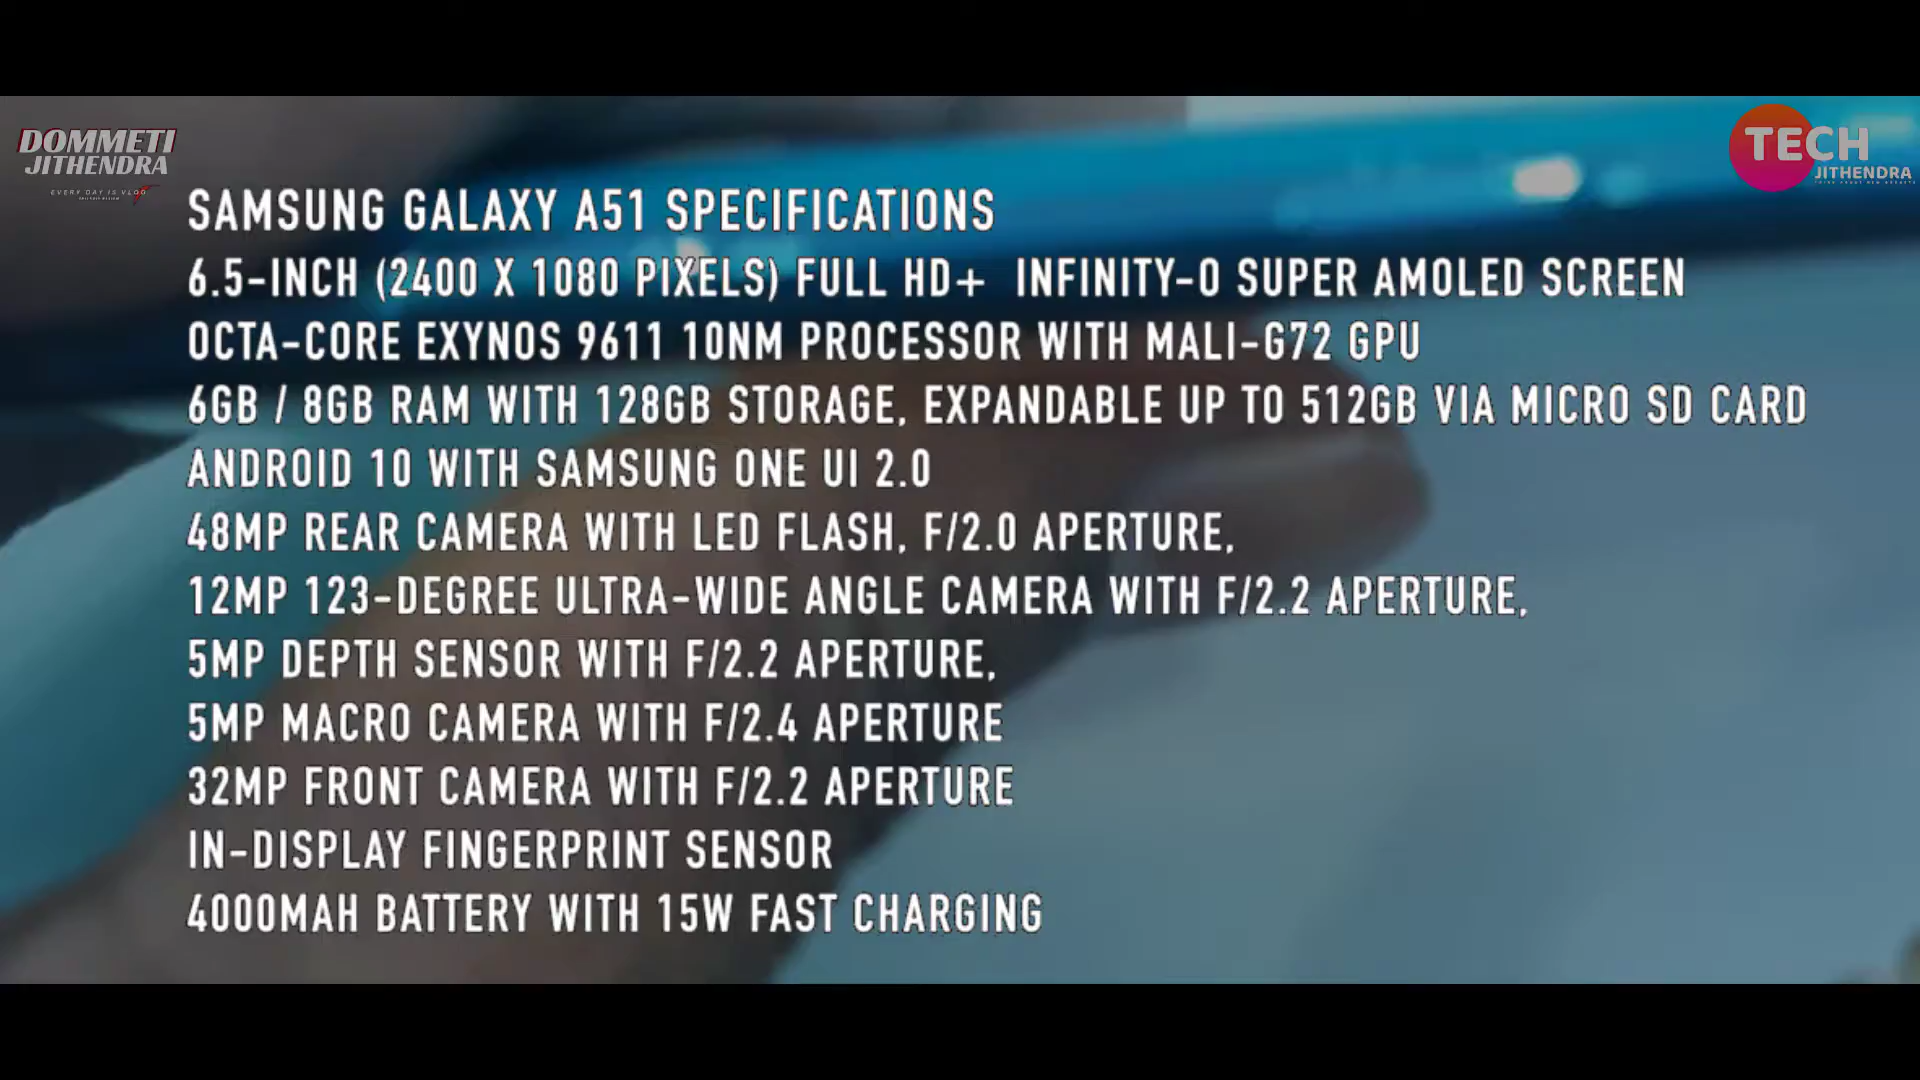 DOMMETI
JITHENDRA
EVERY DAY IS VLOG
TECH
JITHENDRA
SAMSUNG GALAXY A51 SPECIFICATIONS
6.5-INCH (2400 X 1080 PIXELS) FULL HD+ INFINITY-O SUPER AMOLED SCREEN
OCTA-CORE EXYNOS 9611 10NM PROCESSOR WITH MALI-G72 GPU
6GB / 8GB RAM WITH 128GB STORAGE, EXPANDABLE UP TO 512GB VIA MICRO SD CARD
ANDROID 10 WITH SAMSUNG ONE UI 2.0
48MP REAR CAMERA WITH LED FLASH, F/2.0 APERTURE,
12MP 123-DEGREE ULTRA-WIDE ANGLE CAMERA WITH F/2.2 APERTURE,
5MP DEPTH SENSOR WITH F/2.2 APERTURE,
5MP MACRO CAMERA WITH F/2.4 APERTURE
32MP FRONT CAMERA WITH F/2.2 APERTURE
IN-DISPLAY FINGERPRINT SENSOR
4000MAH BATTERY WITH 15W FAST CHARGING